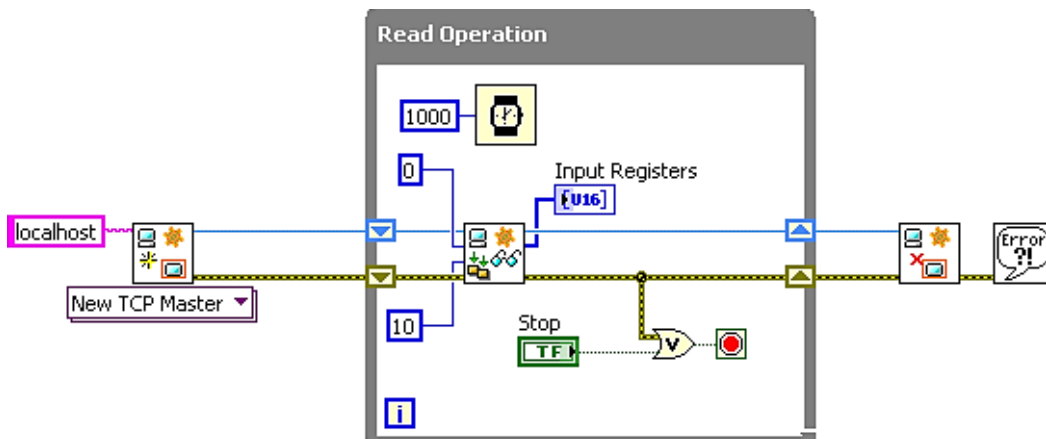 Read Operation
1000
0
Input Registers
[U16]
localhost
Error
?!
New TCP Master
10
Stop
TF
V
i